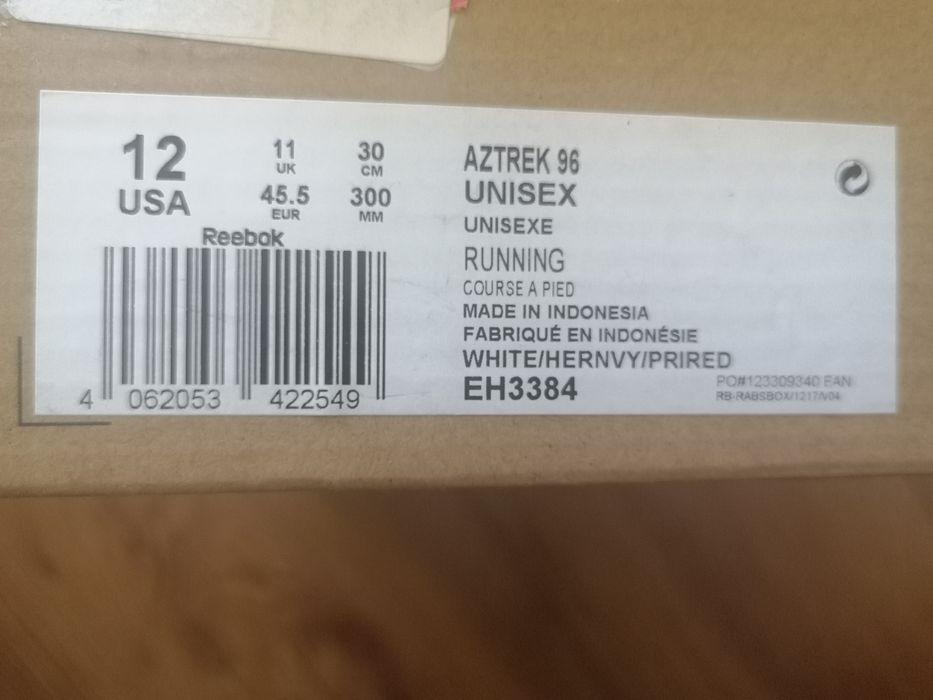 12
USA
11
UK
30
CM
45.5
EUR
300
MM
Reebok
4 062053 422549
AZTREK 96
UNISEX
UNISEXE
RUNNING
COURSE A PIED
MADE IN INDONESIA
FABRIQUÉ EN INDONÉSIE
WHITE/HERNVY/PRIRED
EH3384
PO#123309340 EAN
RB-RABSBOX/1217/V04